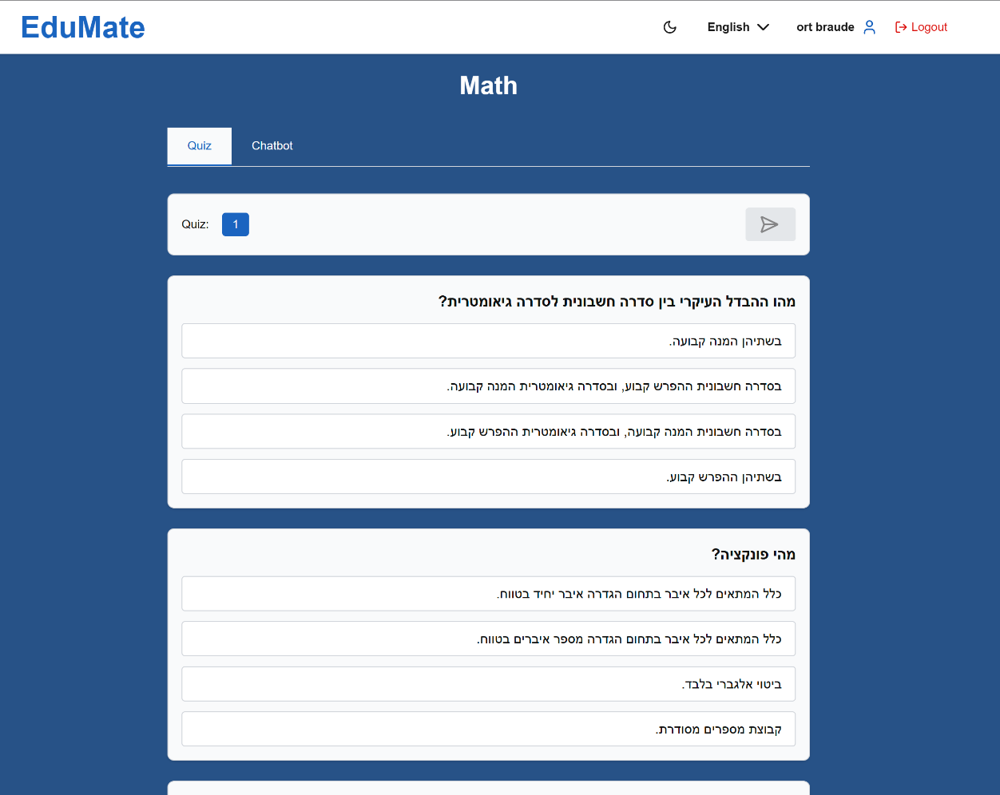 EduMate
English
ort braude
Logout
Math
Quiz
Chatbot
Quiz:
1
מהו ההבדל העיקרי בין סדרה חשבונית לסדרה גיאומטרית?
בשתיהן המנה קבועה.
בסדרה חשבונית ההפרש קבוע, ובסדרה גיאומטרית המנה קבועה.
בסדרה חשבונית המנה קבועה, ובסדרה גיאומטרית ההפרש קבוע.
בשתיהן ההפרש קבוע.
מהי פונקציה?
כלל המתאים לכל איבר בתחום הגדרה איבר יחיד בטווח.
כלל המתאים לכל איבר בתחום הגדרה מספר איברים בטווח.
ביטוי אלגברי בלבד.
קבוצת מספרים מסודרת.